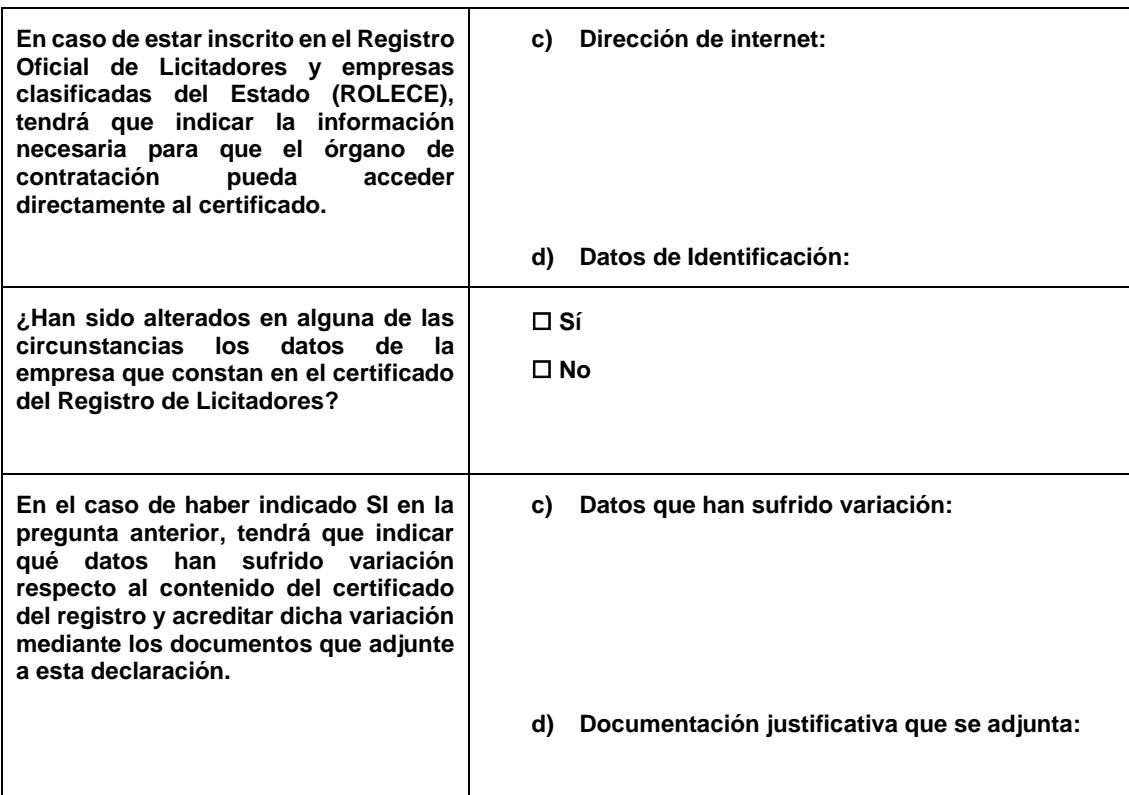 En caso de estar inscrito en el Registro
Oficial de Licitadores y empresas
clasificadas del Estado (ROLECE),
tendrá que indicar la información
necesaria para que el órgano de
contratación pueda acceder
directamente al certificado.
c) Dirección de internet:
d) Datos de Identificación:
¿Han sido alterados en alguna de las
circunstancias los datos de la
empresa que constan en el certificado
del Registro de Licitadores?
☐ Sí
☐ No
En el caso de haber indicado SI en la
pregunta anterior, tendrá que indicar
qué datos han sufrido variación
respecto al contenido del certificado
del registro y acreditar dicha variación
mediante los documentos que adjunte
a esta declaración.
c) Datos que han sufrido variación:
d) Documentación justificativa que se adjunta: